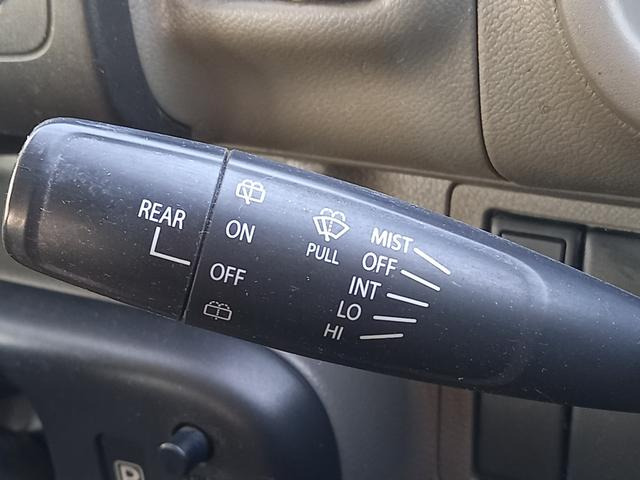 REAR
ON
OFF
PULL
MIST
OFF
INT
LO
HI
P